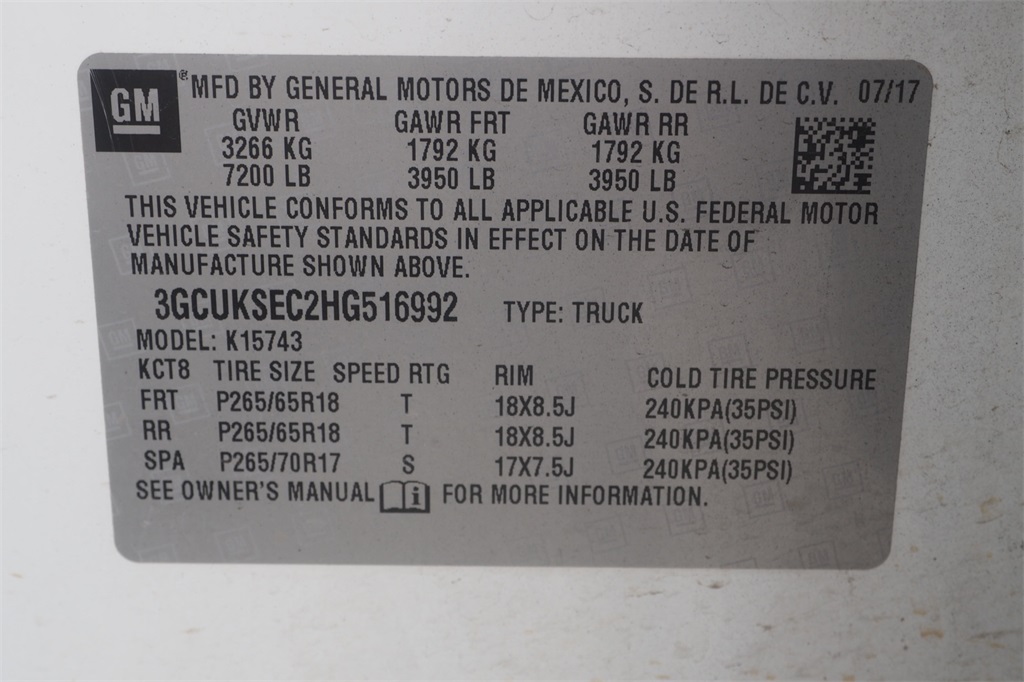 GM ® MFD BY GENERAL MOTORS DE MEXICO, S. DE R.L. DE C.V. 07/17
GVWR GAWR FRT GAWR RR
3266 KG 1792 KG 1792 KG
7200 LB 3950 LB 3950 LB
THIS VEHICLE CONFORMS TO ALL APPLICABLE U.S. FEDERAL MOTOR
VEHICLE SAFETY STANDARDS IN EFFECT ON THE DATE OF
MANUFACTURE SHOWN ABOVE.
3GCUKSEC2HG516992 TYPE: TRUCK
MODEL: K15743
KCT8 TIRE SIZE SPEED RTG RIM COLD TIRE PRESSURE
FRT P265/65R18 T 18X8.5J 240KPA(35PSI)
RR P265/65R18 T 18X8.5J 240KPA(35PSI)
SPA P265/70R17 S 17X7.5J 240KPA(35PSI)
SEE OWNER'S MANUAL i FOR MORE INFORMATION.